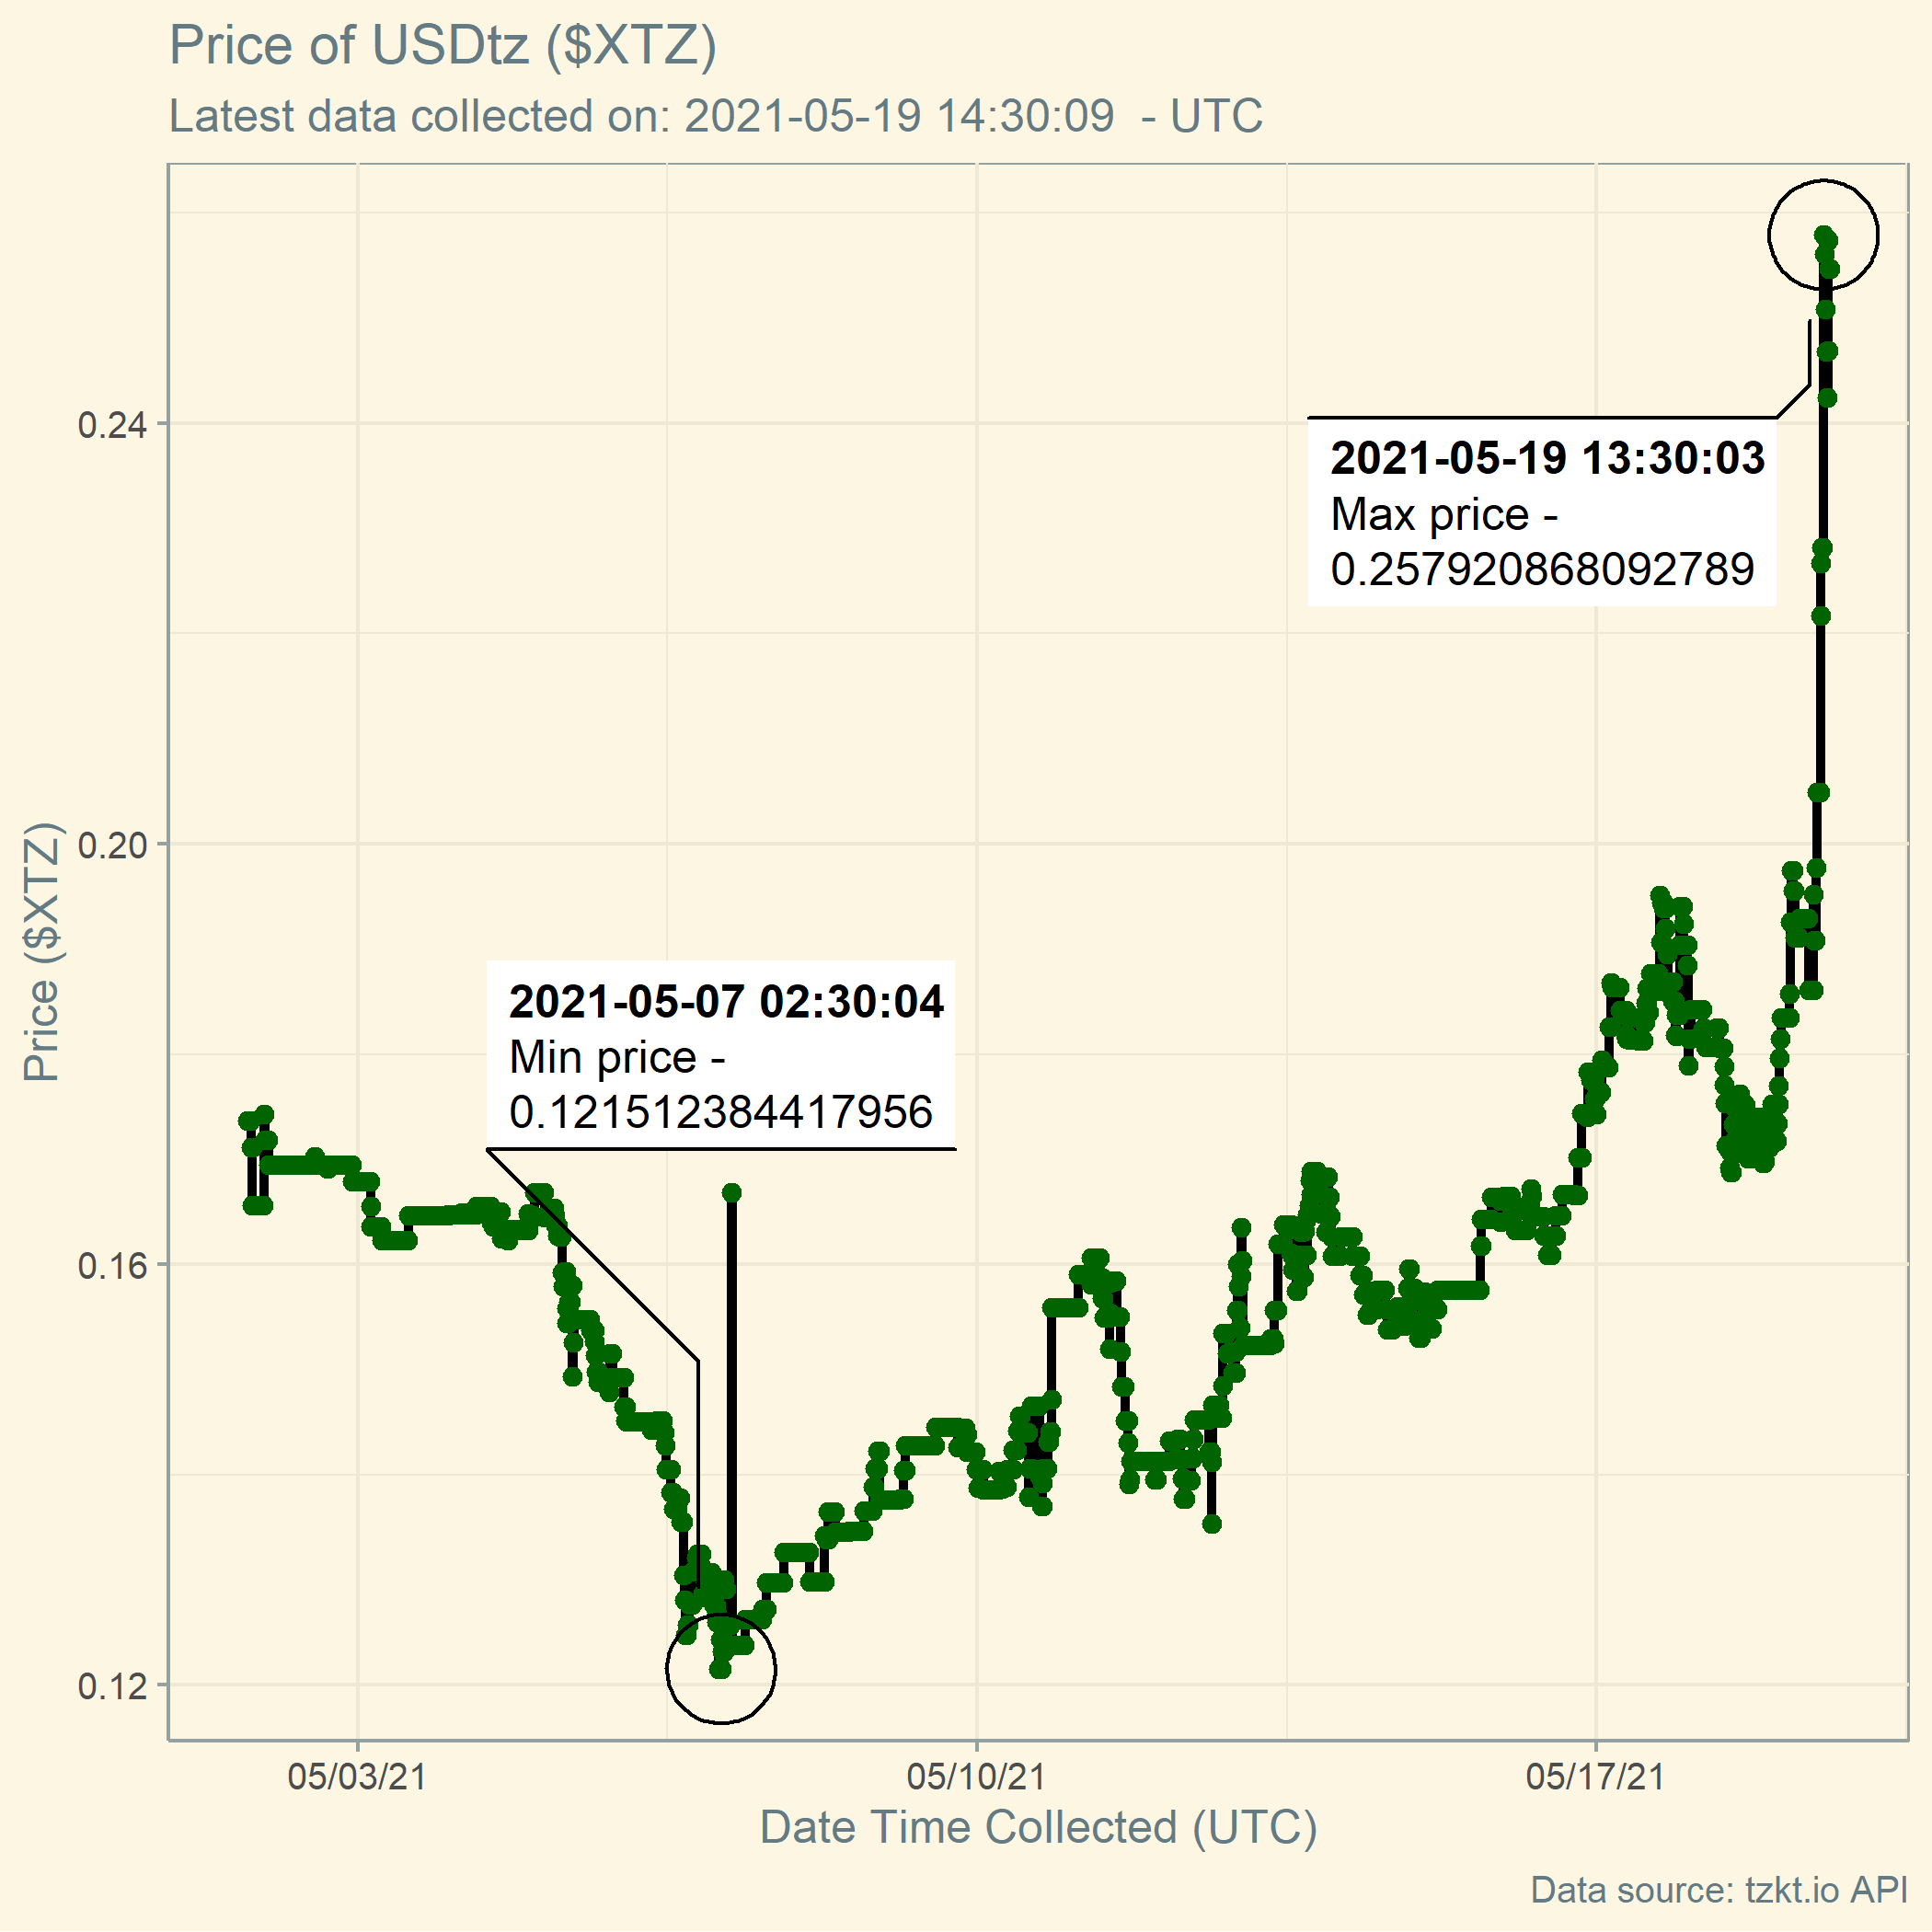 Price of USDtz ($XTZ)
Latest data collected on: 2021-05-19 14:30:09  - UTC
0.24
2021-05-19 13:30:03
Max price -
0.257920868092789
0.20
Price ($XTZ)
2021-05-07 02:30:04
Min price -
0.121512384417956
0.16
0.12
05/03/21
05/10/21
05/17/21
Date Time Collected (UTC)
Data source: tzkt.io API